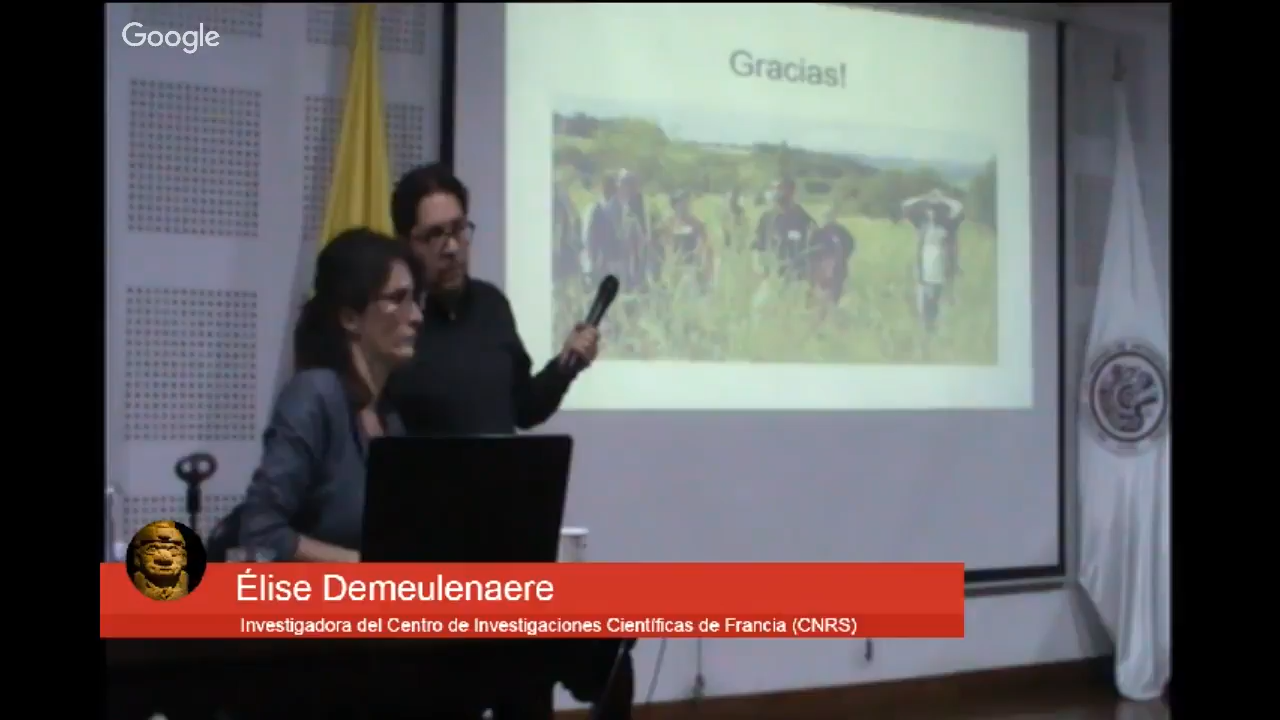 Google
Gracias!
Élise Demeulenaere
Investigadora del Centro de Investigaciones Científicas de Francia (CNRS)